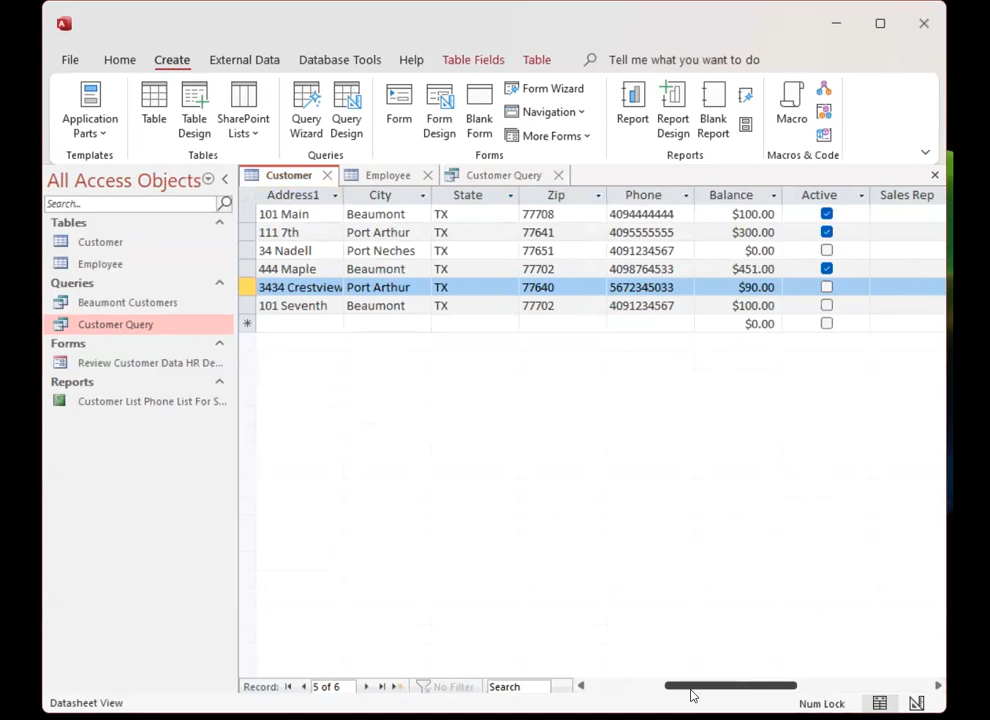 File Home Create External Data Database Tools Help Table Fields Table Tell me what you want to do
Application Parts Table Table Design SharePoint Lists Query Wizard Query Design Form Form Design Blank Form Form Wizard Navigation More Forms Report Report Design Blank Report Macro
Templates Tables Queries Forms Reports Macros & Code
All Access Objects
Search...
Tables
Customer
Employee
Queries
Beaumont Customers
Customer Query
Forms
Review Customer Data HR De...
Reports
Customer List Phone List For S...
Customer Employee Customer Query
Address1 City State Zip Phone Balance Active Sales Rep
101 Main Beaumont TX 77708 4094444444 $100.00
111 7th Port Arthur TX 77641 4095555555 $300.00
34 Nadell Port Neches TX 77651 4091234567 $0.00
444 Maple Beaumont TX 77702 4098764533 $451.00
3434 Crestview Port Arthur TX 77640 5672345033 $90.00
101 Seventh Beaumont TX 77702 4091234567 $100.00
* $0.00
Record: 5 of 6 No Filter Search
Datasheet View Num Lock